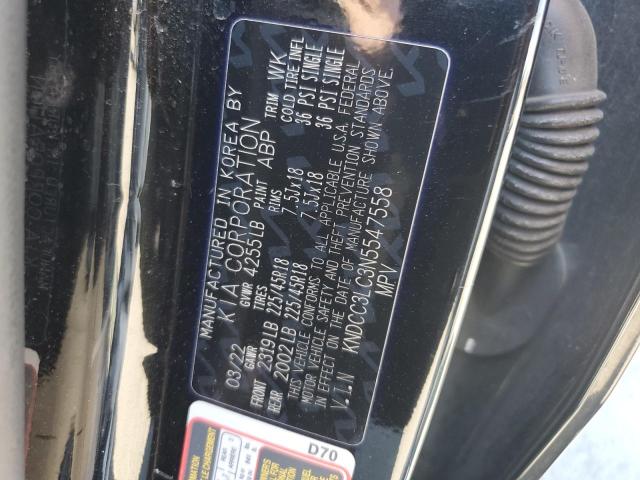 MANUFACTURED IN KOREA BY
KIA CORPORATION
03/22 GVWR 4255LB PAINT ABP TRIM WK
GAWR TIRES RIMS COLD TIRE INFL
FRONT 2319LB 225/45R18 7.5Jx18 36 PSI SINGLE
REAR 2002LB 225/45R18 7.5Jx18 36 PSI SINGLE
THIS VEHICLE CONFORMS TO ALL APPLICABLE U.S.A. FEDERAL
MOTOR VEHICLE SAFETY AND THEFT PREVENTION STANDARDS
IN EFFECT ON THE DATE OF MANUFACTURE SHOWN ABOVE.
V.I.N KNDCC3LC3N5547558
MPV
D70